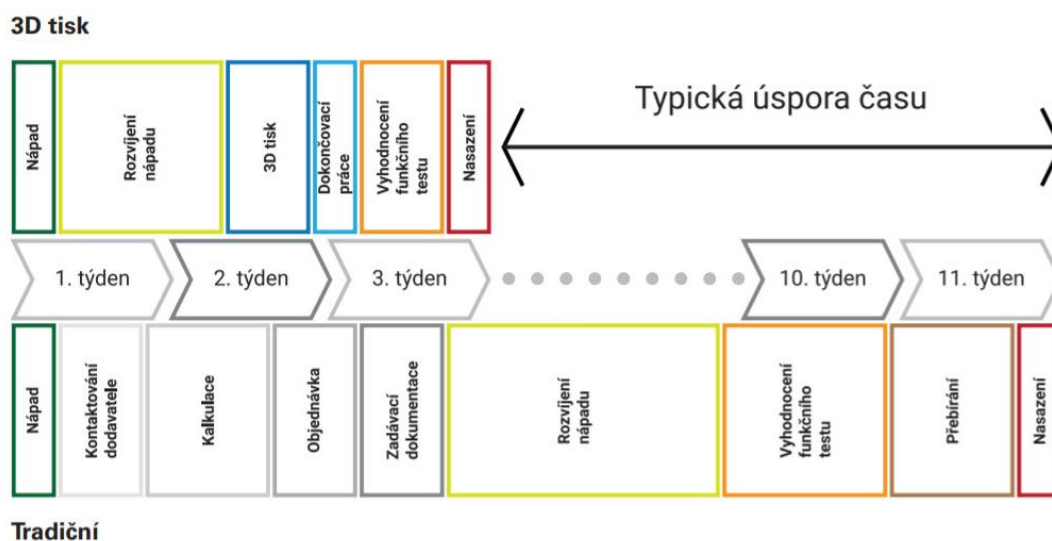 3D tisk
Nápad
Rozvíjení
nápadu
3D tisk
Dokončovací
práce
Vyhodnocení
funkčního
testu
Nasazení
Typická úspora času
1. týden
2. týden
3. týden
10. týden
11. týden
Nápad
Kontaktování
dodavatele
Kalkulace
Objednávka
Zadávací
dokumentace
Rozvíjení
nápadu
Vyhodnocení
funkčního
testu
Přebírání
Nasazení
Tradiční